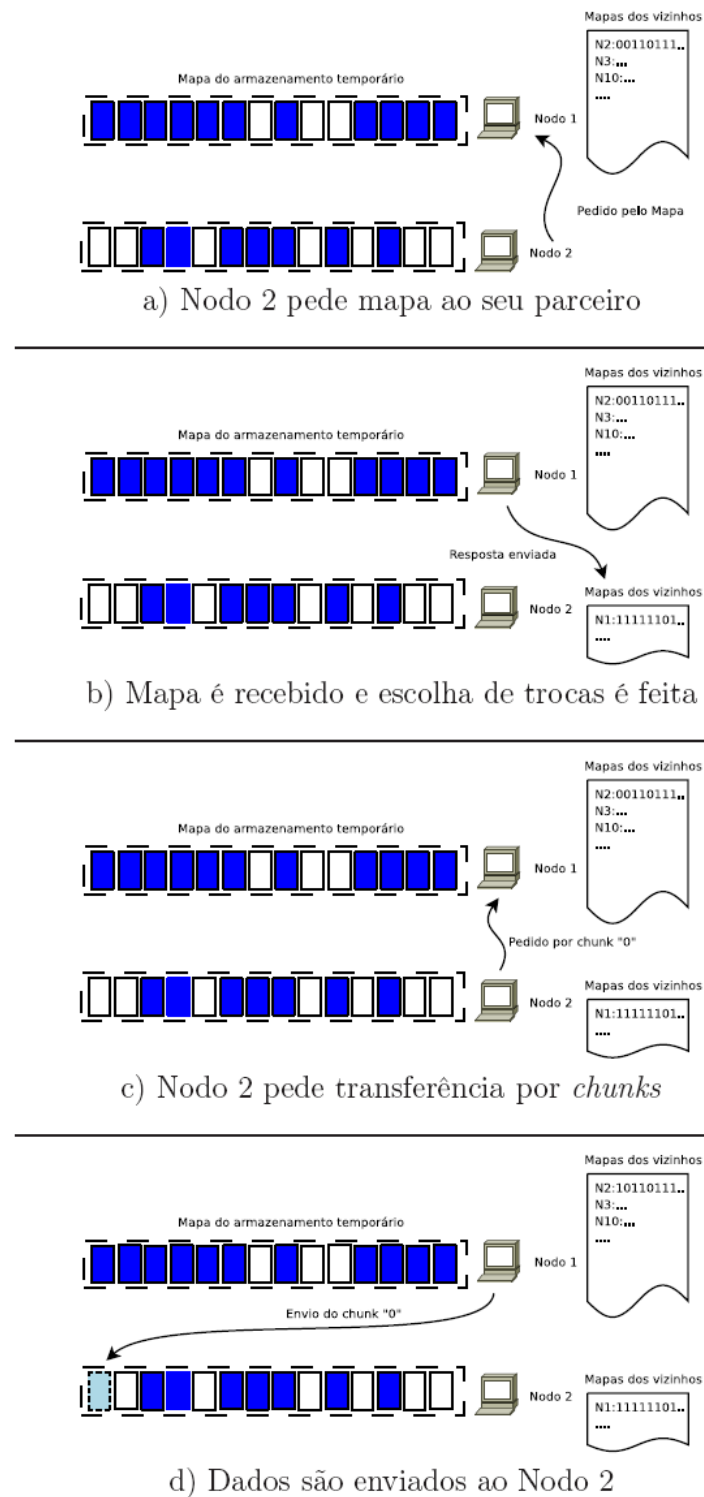 Mapas dos vizinhos
N2:00110111..
N3:...
N10:...
....
Mapa do armazenamento temporário
Nodo 1
Pedido pelo Mapa
Nodo 2
a) Nodo 2 pede mapa ao seu parceiro
Mapas dos vizinhos
N2:00110111..
N3:...
N10:...
....
Mapa do armazenamento temporário
Nodo 1
Resposta enviada
Mapas dos vizinhos
N1:11111101..
....
Nodo 2
b) Mapa é recebido e escolha de trocas é feita
Mapas dos vizinhos
N2:00110111..
N3:...
N10:...
....
Mapa do armazenamento temporário
Nodo 1
Pedido por chunk "0"
Mapas dos vizinhos
N1:11111101..
....
Nodo 2
c) Nodo 2 pede transferência por chunks
Mapas dos vizinhos
N2:10110111..
N3:...
N10:...
....
Mapa do armazenamento temporário
Nodo 1
Envio do chunk "0"
Mapas dos vizinhos
N1:11111101..
....
Nodo 2
d) Dados são enviados ao Nodo 2